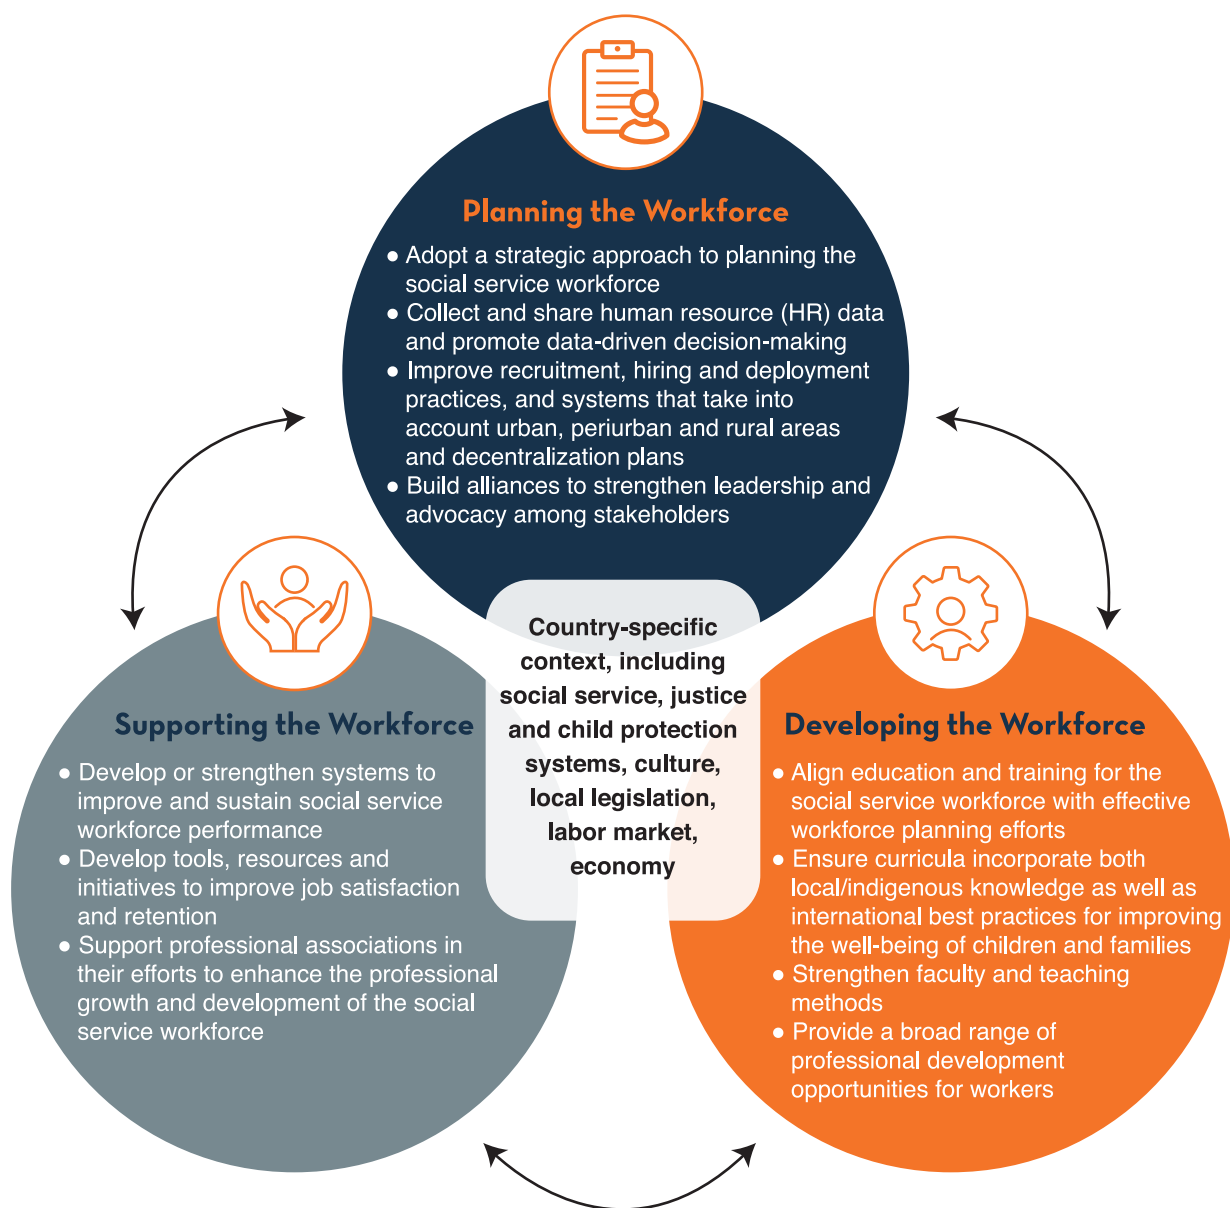 Planning the Workforce
● Adopt a strategic approach to planning the
social service workforce
● Collect and share human resource (HR) data
and promote data-driven decision-making
● Improve recruitment, hiring and deployment
practices, and systems that take into
account urban, periurban and rural areas
and decentralization plans
● Build alliances to strengthen leadership and
advocacy among stakeholders
Country-specific
context, including
social service, justice
and child protection
systems, culture,
local legislation,
labor market,
economy
Supporting the Workforce
● Develop or strengthen systems to
improve and sustain social service
workforce performance
● Develop tools, resources and
initiatives to improve job satisfaction
and retention
● Support professional associations in
their efforts to enhance the professional
growth and development of the social
service workforce
Developing the Workforce
● Align education and training for the
social service workforce with effective
workforce planning efforts
● Ensure curricula incorporate both
local/indigenous knowledge as well as
international best practices for improving
the well-being of children and families
● Strengthen faculty and teaching
methods
● Provide a broad range of
professional development
opportunities for workers